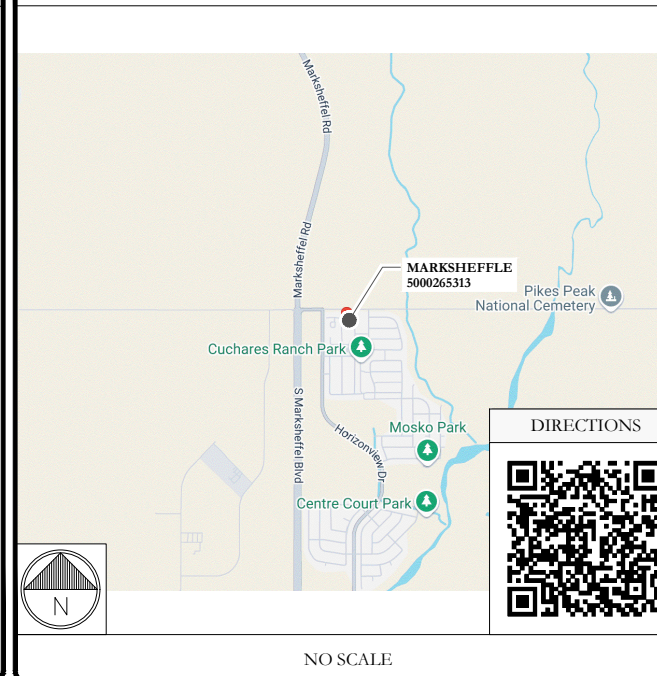 Marksheffel Rd
Marksheffel Rd
MARKSHEFFLE
5000265313
Pikes Peak
National Cemetery
Cuchares Ranch Park
S Marksheffel Blvd
Horizonview Dr
Mosko Park
Centre Court Park
DIRECTIONS
N
NO SCALE